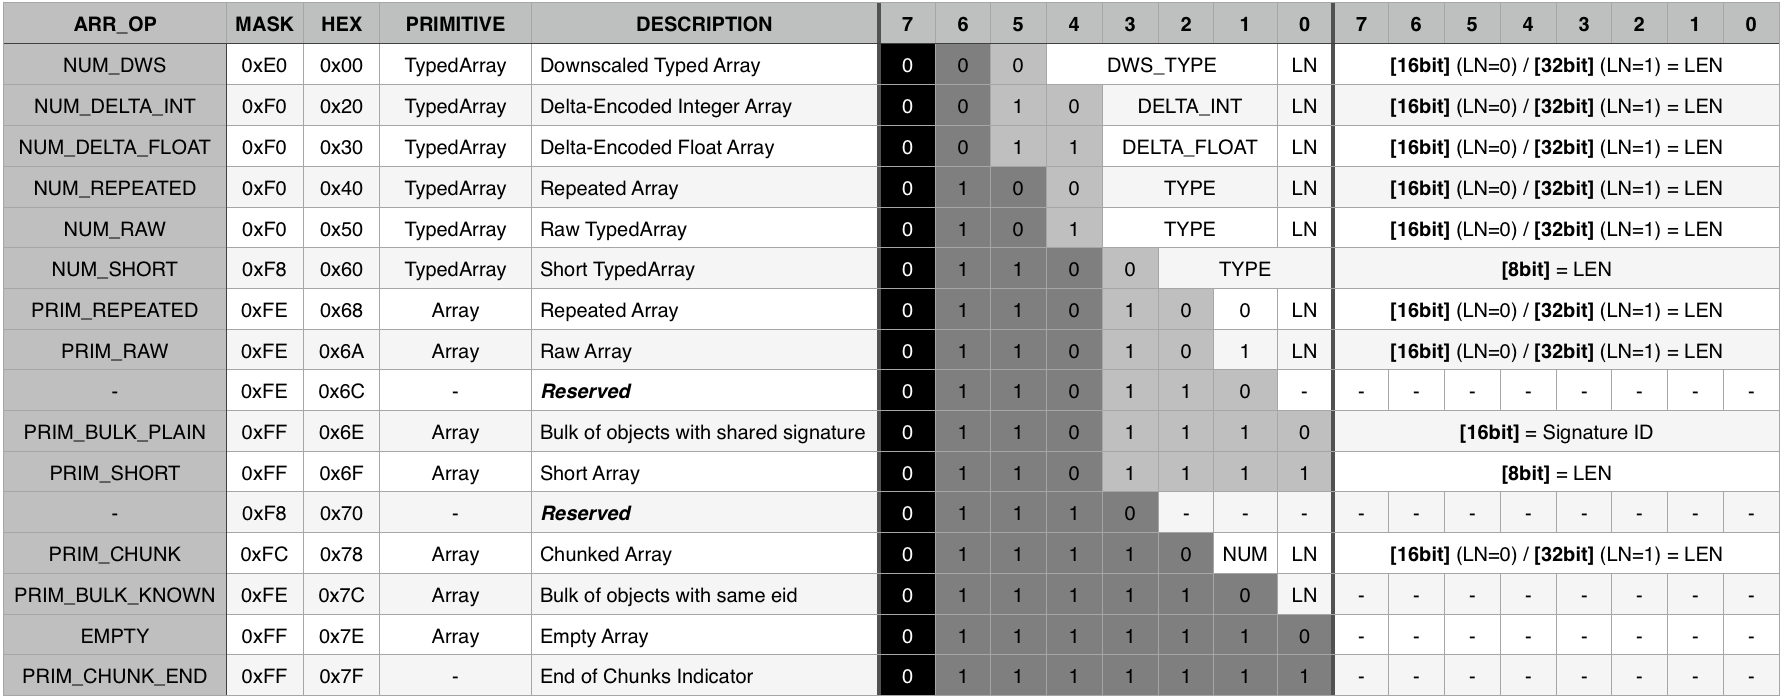 ARR_OP MASK HEX PRIMITIVE DESCRIPTION 7 6 5 4 3 2 1 0 7 6 5 4 3 2 1 0
NUM_DWS 0xE0 0x00 TypedArray Downscaled Typed Array 0 0 0 DWS_TYPE LN [16bit] (LN=0) / [32bit] (LN=1) = LEN
NUM_DELTA_INT 0xF0 0x20 TypedArray Delta-Encoded Integer Array 0 0 1 0 DELTA_INT LN [16bit] (LN=0) / [32bit] (LN=1) = LEN
NUM_DELTA_FLOAT 0xF0 0x30 TypedArray Delta-Encoded Float Array 0 0 1 1 DELTA_FLOAT LN [16bit] (LN=0) / [32bit] (LN=1) = LEN
NUM_REPEATED 0xF0 0x40 TypedArray Repeated Array 0 1 0 0 TYPE LN [16bit] (LN=0) / [32bit] (LN=1) = LEN
NUM_RAW 0xF0 0x50 TypedArray Raw TypedArray 0 1 0 1 TYPE LN [16bit] (LN=0) / [32bit] (LN=1) = LEN
NUM_SHORT 0xF8 0x60 TypedArray Short TypedArray 0 1 1 0 0 TYPE [8bit] = LEN
PRIM_REPEATED 0xFE 0x68 Array Repeated Array 0 1 1 0 1 0 0 LN [16bit] (LN=0) / [32bit] (LN=1) = LEN
PRIM_RAW 0xFE 0x6A Array Raw Array 0 1 1 0 1 0 1 LN [16bit] (LN=0) / [32bit] (LN=1) = LEN
- 0xFE 0x6C - Reserved 0 1 1 0 1 1 0 - - - - - - - - -
PRIM_BULK_PLAIN 0xFF 0x6E Array Bulk of objects with shared signature 0 1 1 0 1 1 1 0 [16bit] = Signature ID
PRIM_SHORT 0xFF 0x6F Array Short Array 0 1 1 0 1 1 1 1 [8bit] = LEN
- 0xF8 0x70 - Reserved 0 1 1 1 0 - - - - - - - - - - -
PRIM_CHUNK 0xFC 0x78 Array Chunked Array 0 1 1 1 1 0 NUM LN [16bit] (LN=0) / [32bit] (LN=1) = LEN
PRIM_BULK_KNOWN 0xFE 0x7C Array Bulk of objects with same eid 0 1 1 1 1 1 0 LN - - - - - - - -
EMPTY 0xFF 0x7E Array Empty Array 0 1 1 1 1 1 1 0 - - - - - - - -
PRIM_CHUNK_END 0xFF 0x7F - End of Chunks Indicator 0 1 1 1 1 1 1 1 - - - - - - - -